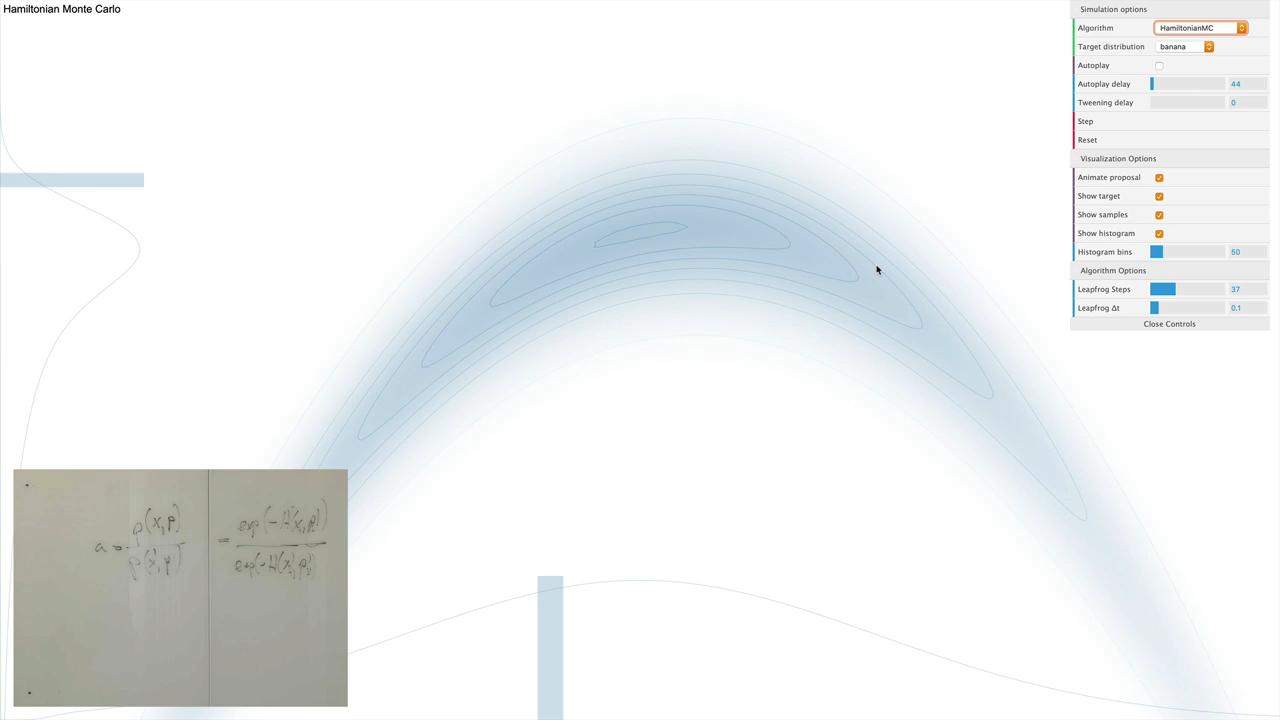 Hamiltonian Monte Carlo
Simulation options
Algorithm HamiltonianMC
Target distribution banana
Autoplay
Autoplay delay 44
Tweening delay 0
Step
Reset
Visualization Options
Animate proposal
Show target
Show samples
Show histogram
Histogram bins 50
Algorithm Options
Leapfrog Steps 37
Leapfrog Δt 0.1
Close Controls
a = p(x,p) / p(x',p') = exp(-H(x,p)) / exp(-H(x',p'))